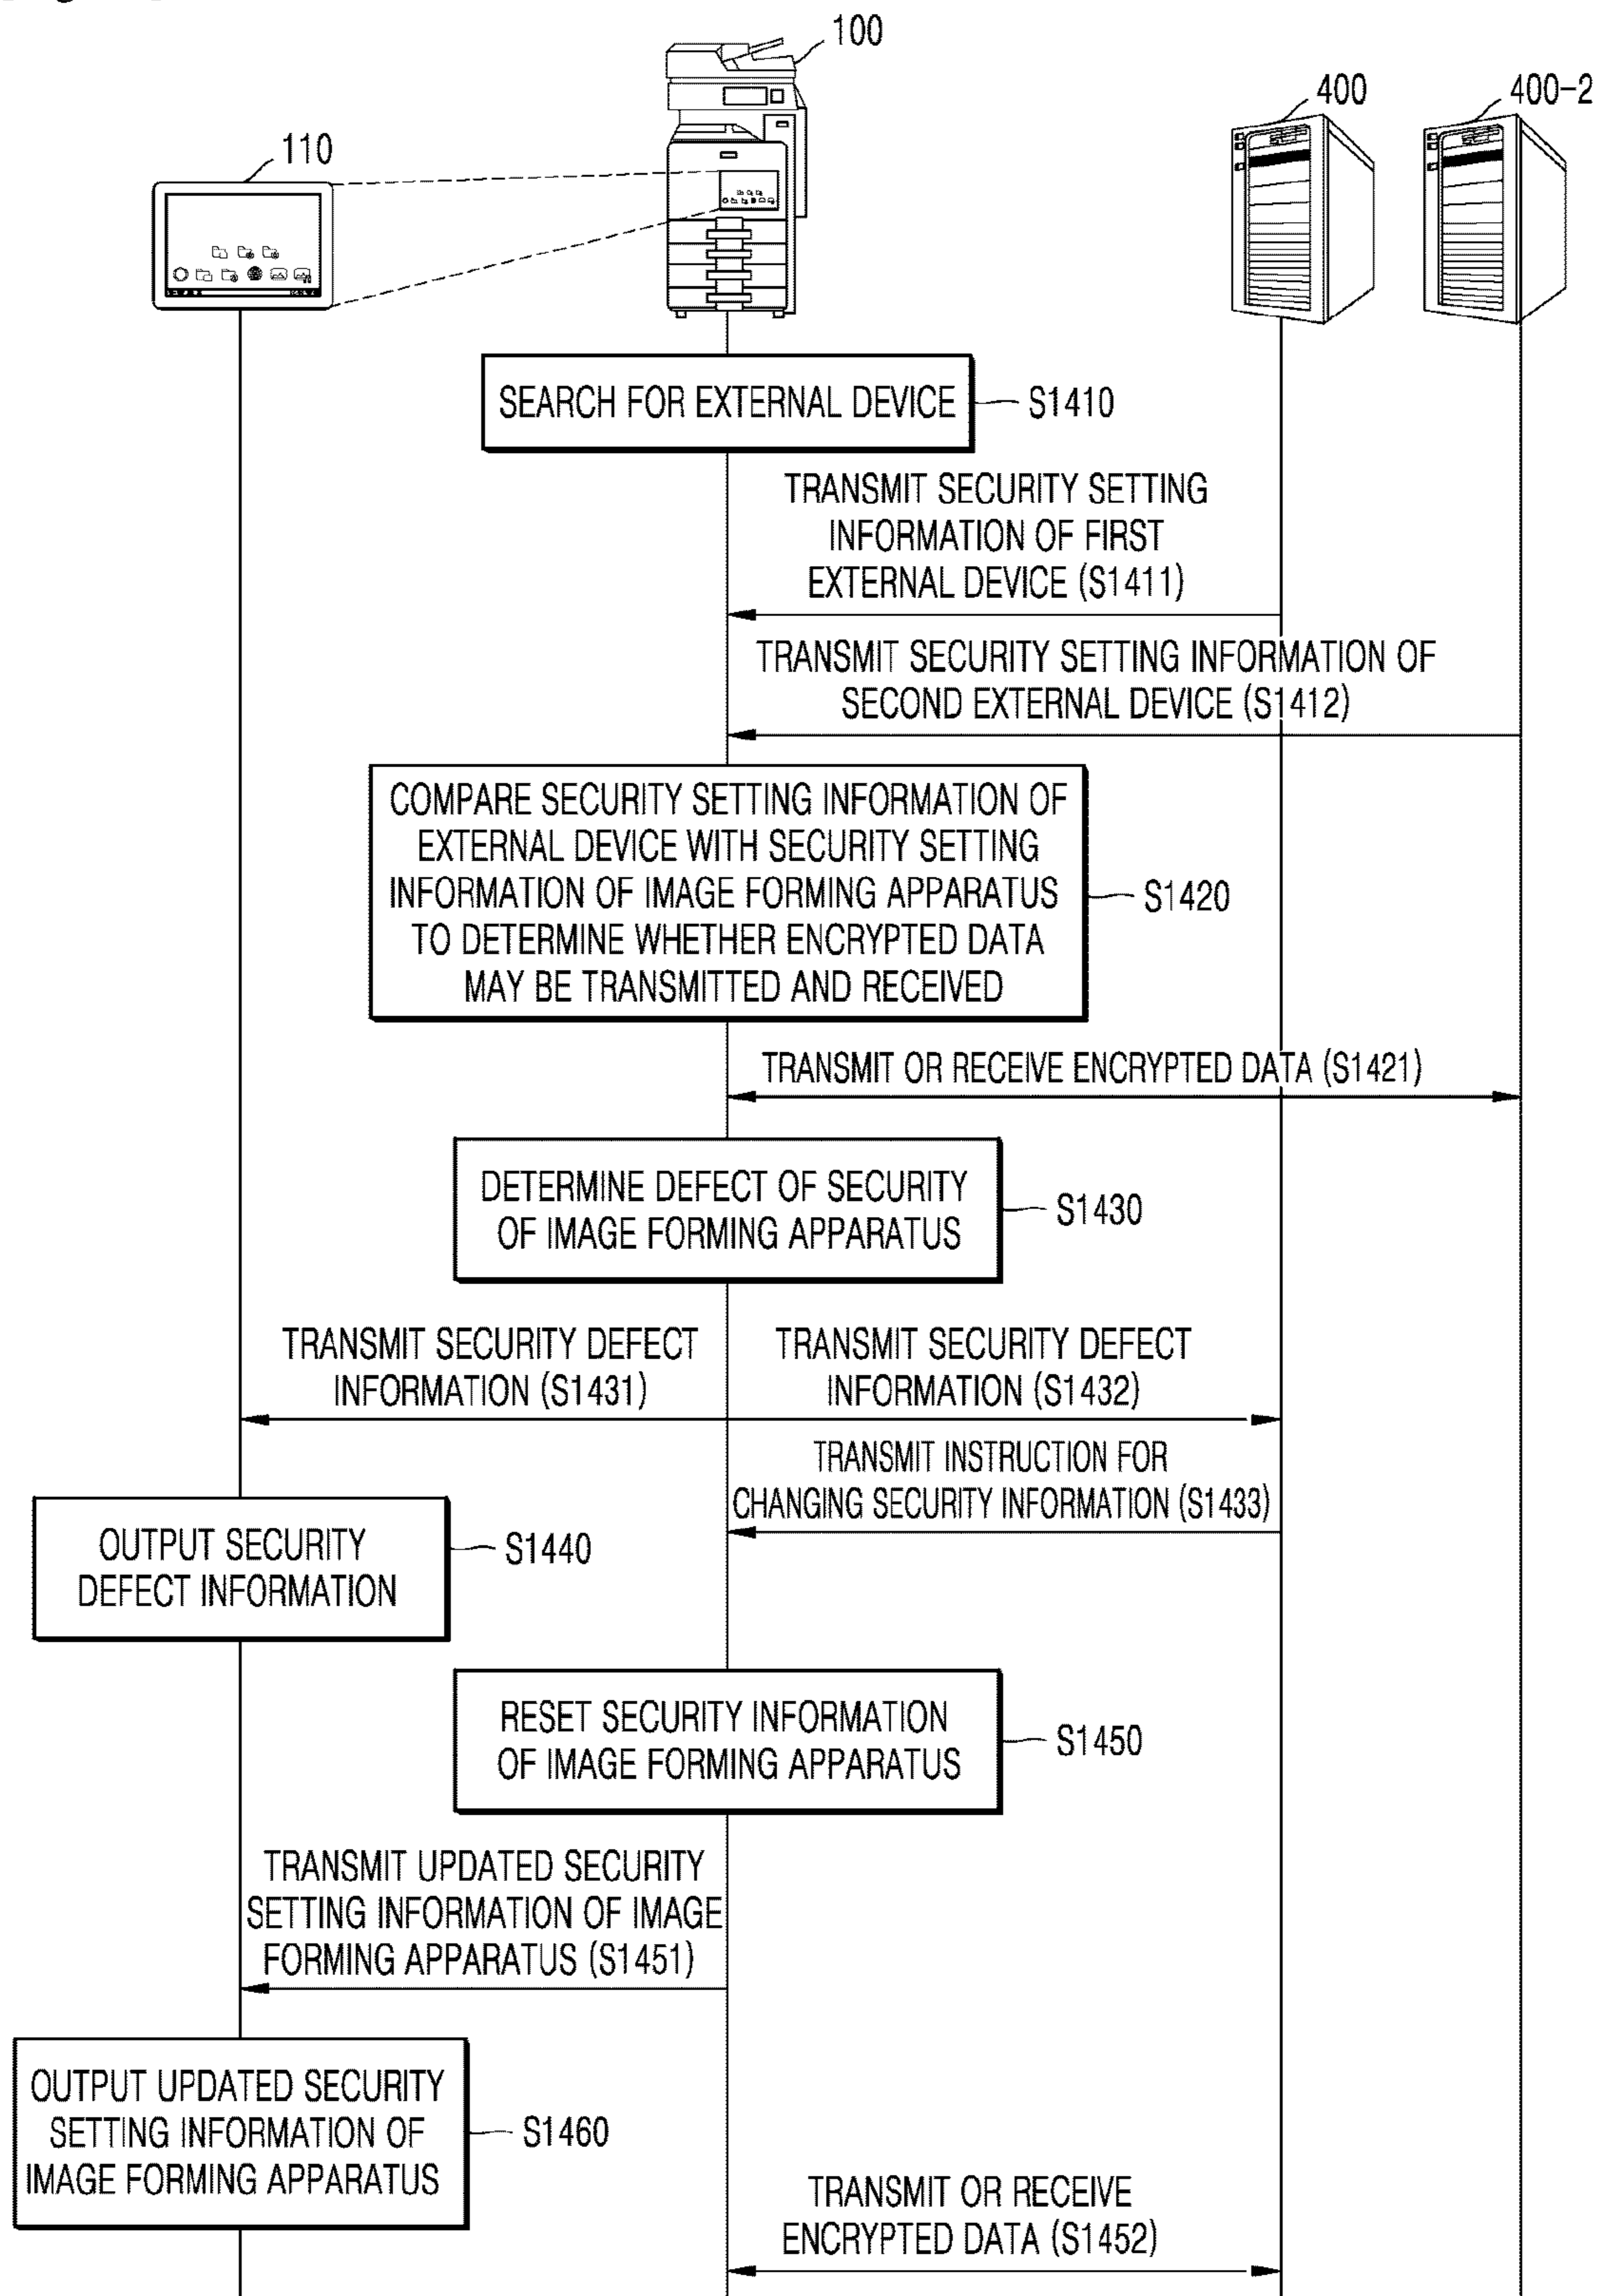 100
400
400-2
110
SEARCH FOR EXTERNAL DEVICE
S1410
TRANSMIT SECURITY SETTING
INFORMATION OF FIRST
EXTERNAL DEVICE (S1411)
TRANSMIT SECURITY SETTING INFORMATION OF
SECOND EXTERNAL DEVICE (S1412)
COMPARE SECURITY SETTING INFORMATION OF
EXTERNAL DEVICE WITH SECURITY SETTING
INFORMATION OF IMAGE FORMING APPARATUS
TO DETERMINE WHETHER ENCRYPTED DATA
MAY BE TRANSMITTED AND RECEIVED
S1420
TRANSMIT OR RECEIVE ENCRYPTED DATA (S1421)
DETERMINE DEFECT OF SECURITY
OF IMAGE FORMING APPARATUS
S1430
TRANSMIT SECURITY DEFECT
INFORMATION (S1431)
TRANSMIT SECURITY DEFECT
INFORMATION (S1432)
TRANSMIT INSTRUCTION FOR
CHANGING SECURITY INFORMATION (S1433)
OUTPUT SECURITY
DEFECT INFORMATION
S1440
RESET SECURITY INFORMATION
OF IMAGE FORMING APPARATUS
S1450
TRANSMIT UPDATED SECURITY
SETTING INFORMATION OF IMAGE
FORMING APPARATUS (S1451)
OUTPUT UPDATED SECURITY
SETTING INFORMATION OF
IMAGE FORMING APPARATUS
S1460
TRANSMIT OR RECEIVE
ENCRYPTED DATA (S1452)